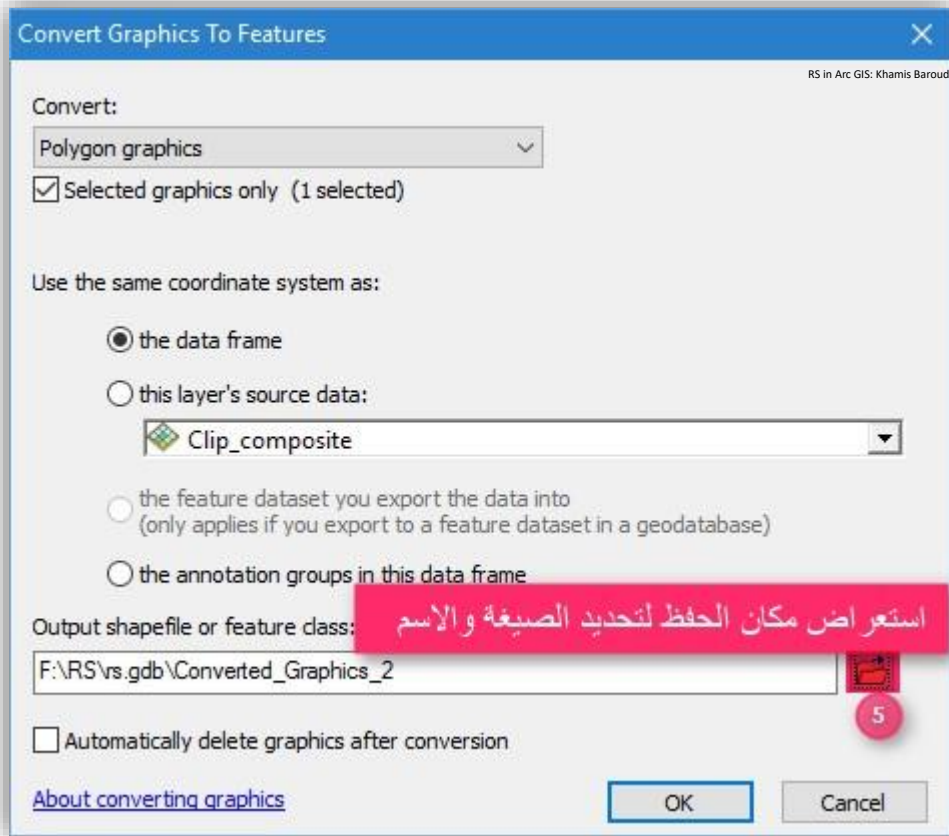 Convert Graphics To Features
RS in Arc GIS: Khamis Baroud
Convert:
Polygon graphics
Selected graphics only (1 selected)
Use the same coordinate system as:
the data frame
this layer's source data:
Clip_composite
the feature dataset you export the data into
(only applies if you export to a feature dataset in a geodatabase)
the annotation groups in this data frame
استعراض مكان الحفظ لتحديد الصيغة والاسم
Output shapefile or feature class:
F:\RS\rs.gdb\Converted_Graphics_2
5
Automatically delete graphics after conversion
About converting graphics
OK
Cancel